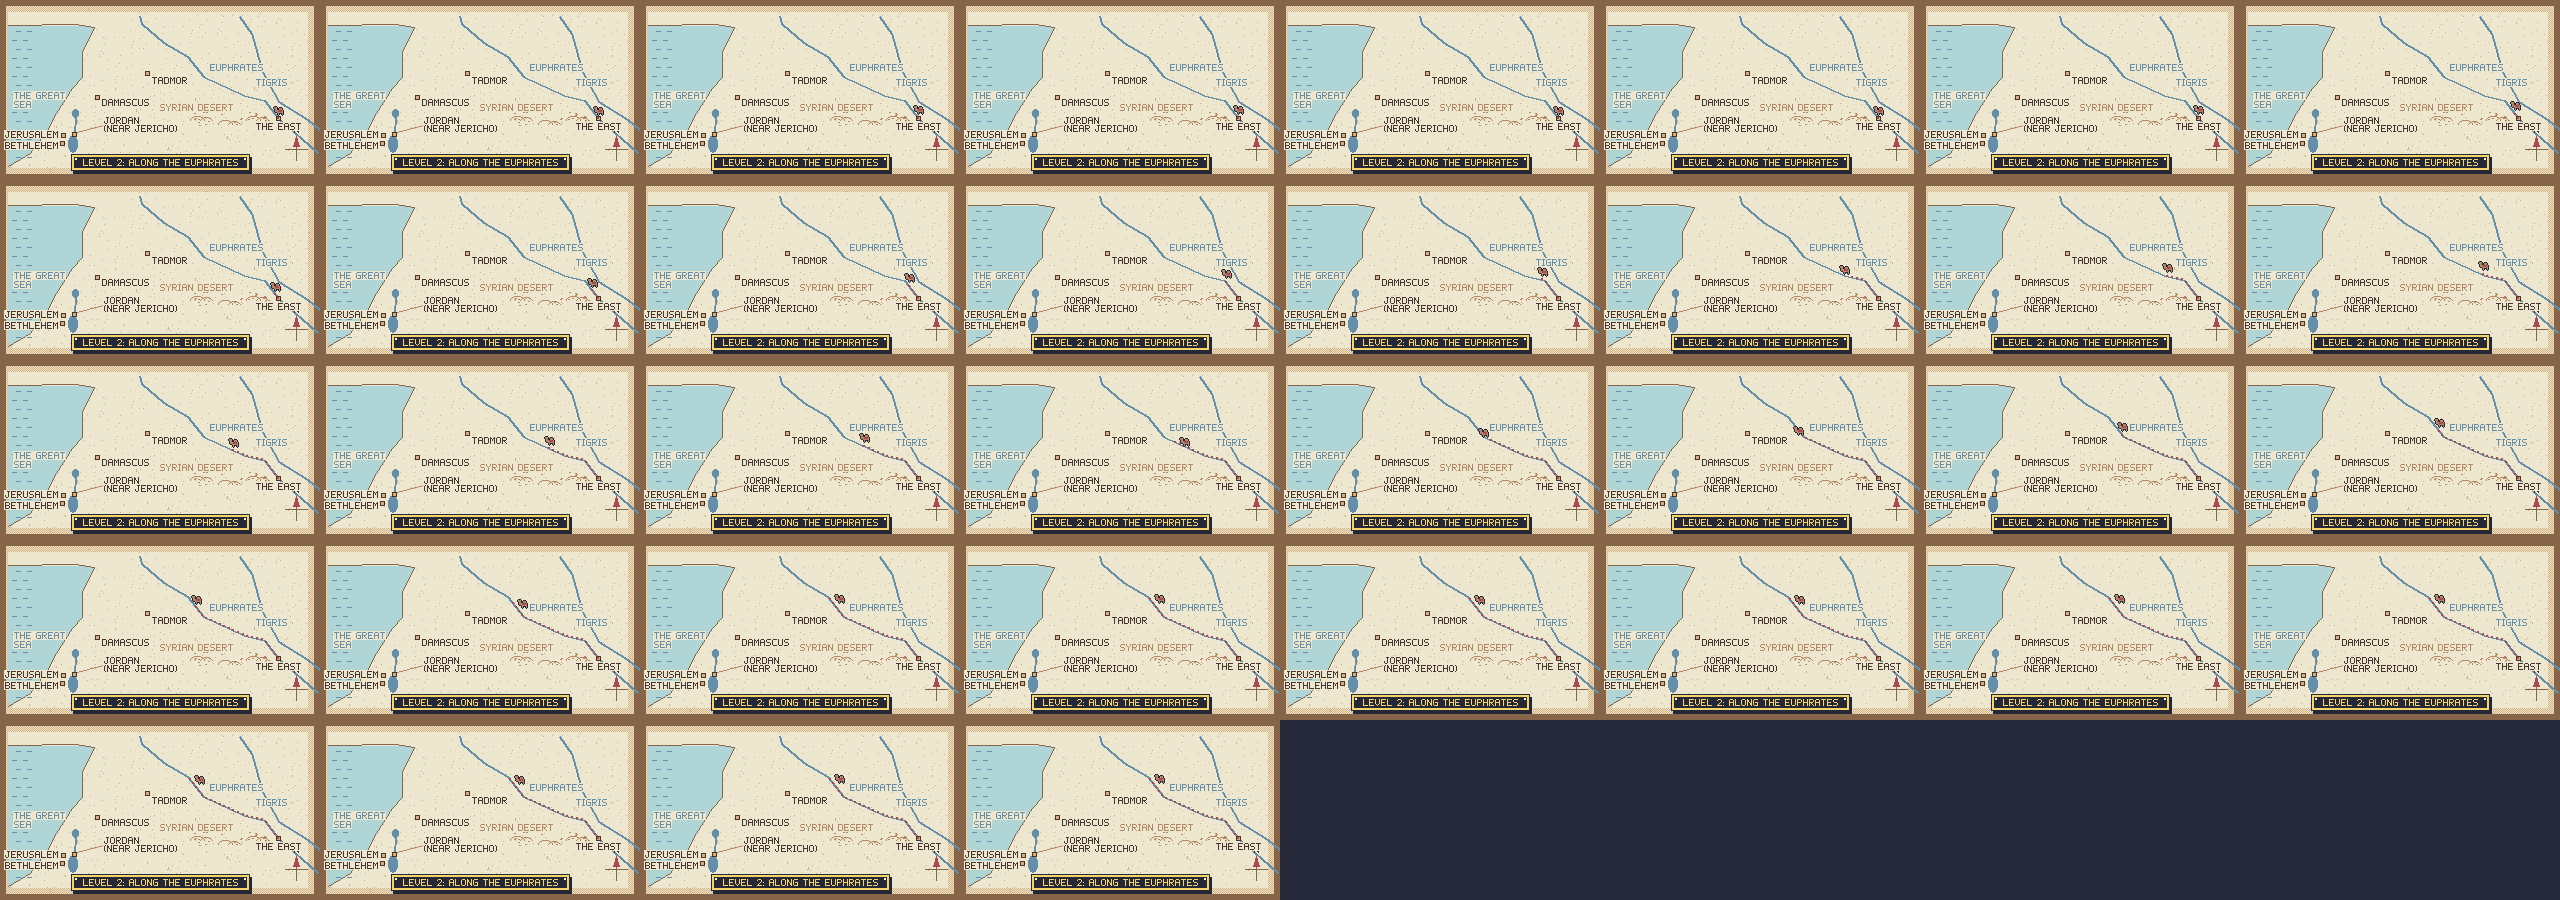 EUPHRATES
TADMOR
TIGRIS
THE GREAT
SEA
DAMASCUS
SYRIAN DESERT
JORDAN
(NEAR JERICHO)
THE EAST
JERUSALEM
BETHLEHEM
LEVEL 2: ALONG THE EUPHRATES